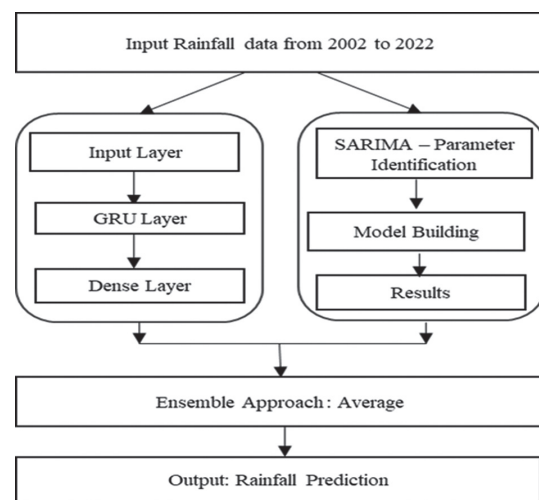 Input Rainfall data from 2002 to 2022
Input Layer
GRU Layer
Dense Layer
SARIMA – Parameter
Identification
Model Building
Results
Ensemble Approach : Average
Output: Rainfall Prediction